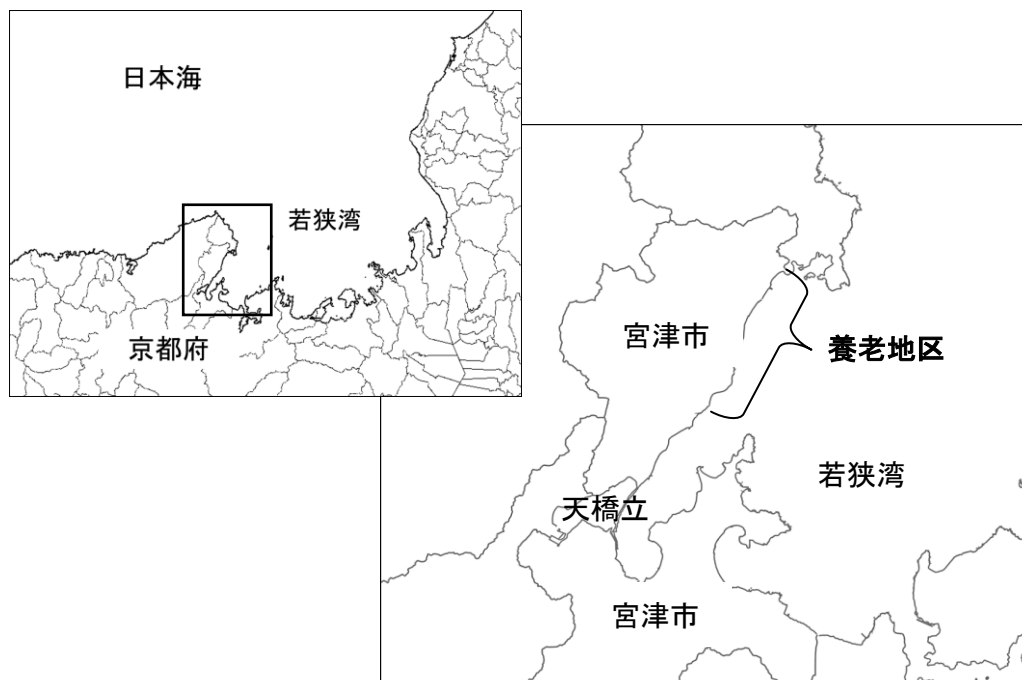 日本海
若狭湾
京都府
宮津市
養老地区
若狭湾
天橋立
宮津市